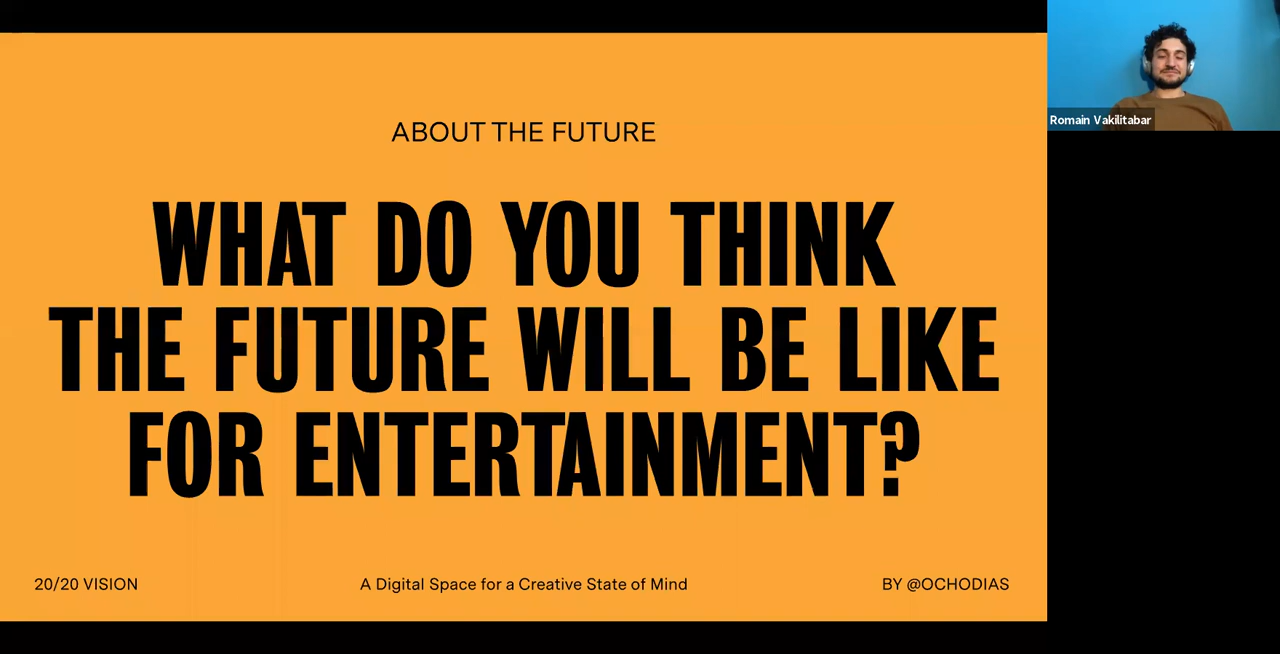 ABOUT THE FUTURE
WHAT DO YOU THINK
THE FUTURE WILL BE LIKE
FOR ENTERTAINMENT?
20/20 VISION
A Digital Space for a Creative State of Mind
BY @OCHODIAS
Romain Vakilitabar